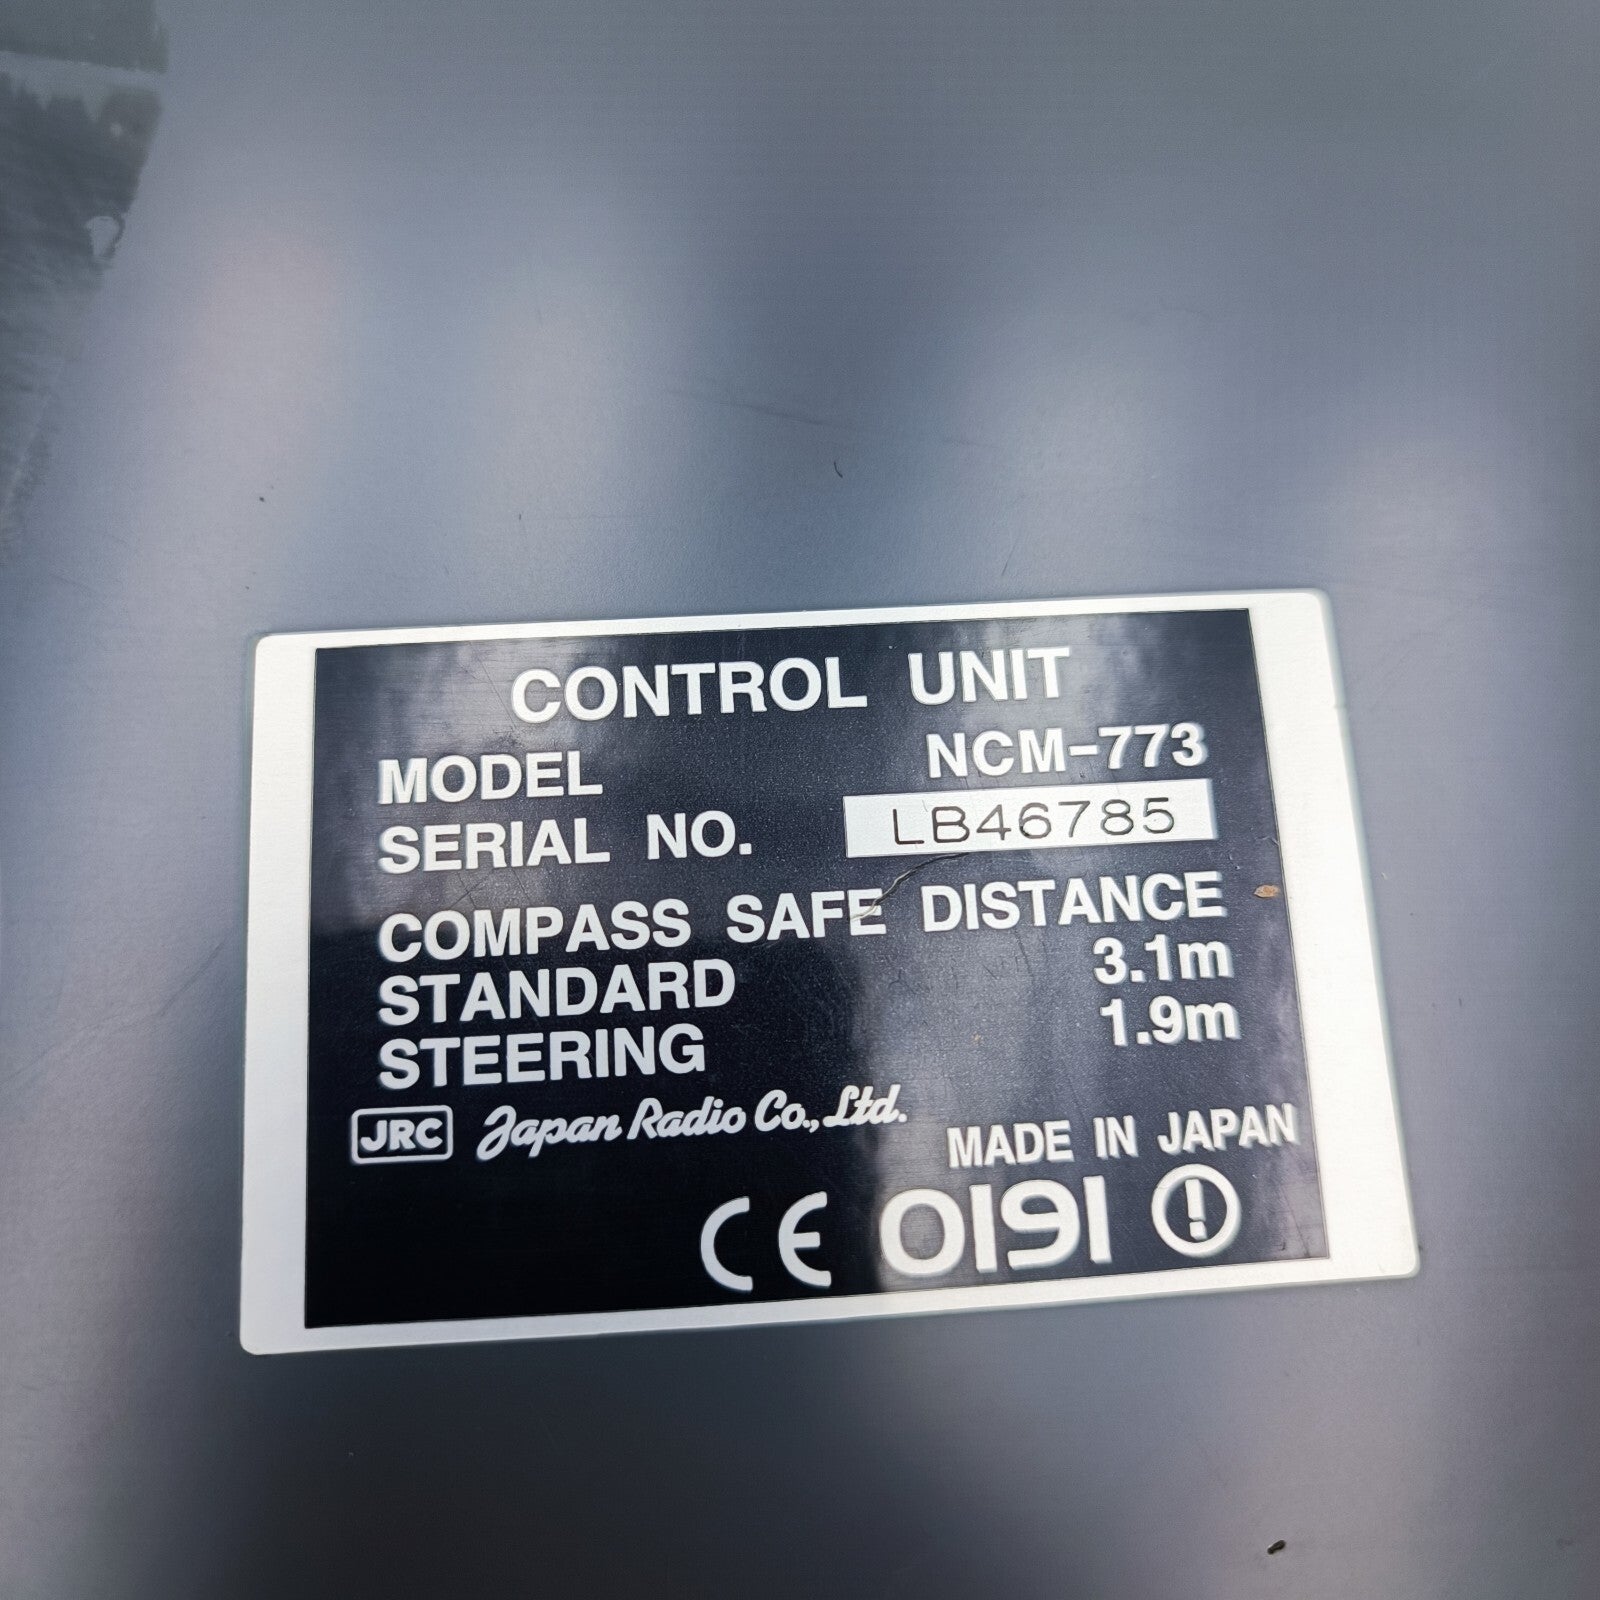 CONTROL UNIT
MODEL NCM-773
SERIAL NO. LB46785
COMPASS SAFE DISTANCE
STANDARD 3.1m
STEERING 1.9m
JRC Japan Radio Co., Ltd.
MADE IN JAPAN
CE 0191 !